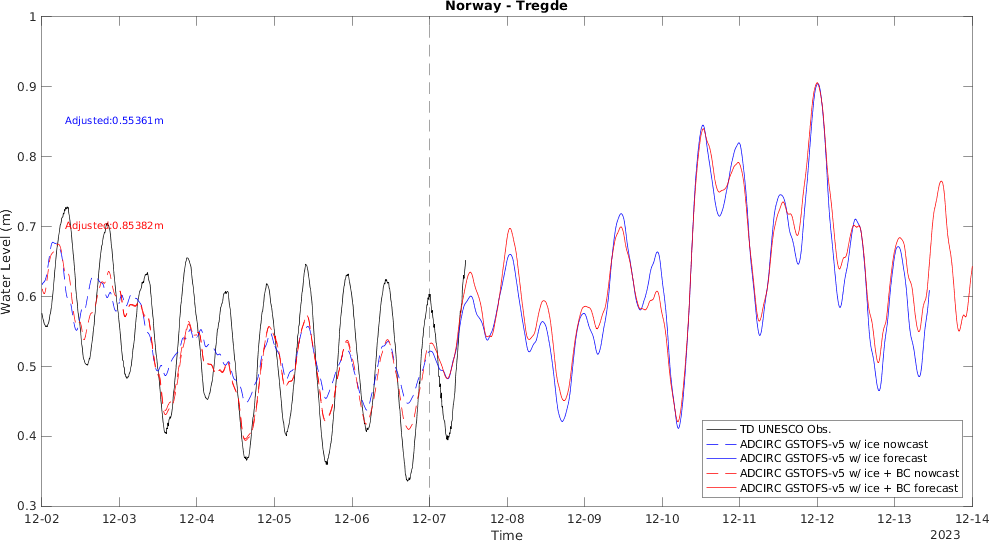 Norway - Tregde
1
0.9
0.8
0.7
0.6
0.5
0.4
0.3
Water Level (m)
Adjusted:0.55361m
Adjusted:0.85382m
TD UNESCO Obs.
ADCIRC GSTOFS-v5 w/ ice nowcast
ADCIRC GSTOFS-v5 w/ ice forecast
ADCIRC GSTOFS-v5 w/ ice + BC nowcast
ADCIRC GSTOFS-v5 w/ ice + BC forecast
12-02 12-03 12-04 12-05 12-06 12-07 12-08 12-09 12-10 12-11 12-12 12-13 12-14
Time
2023